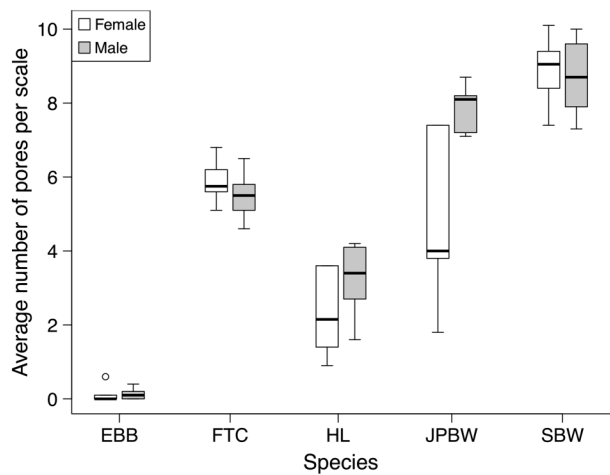 Female
Male
Average number of pores per scale
10
8
6
4
2
0
EBB FTC HL JPBW SBW
Species